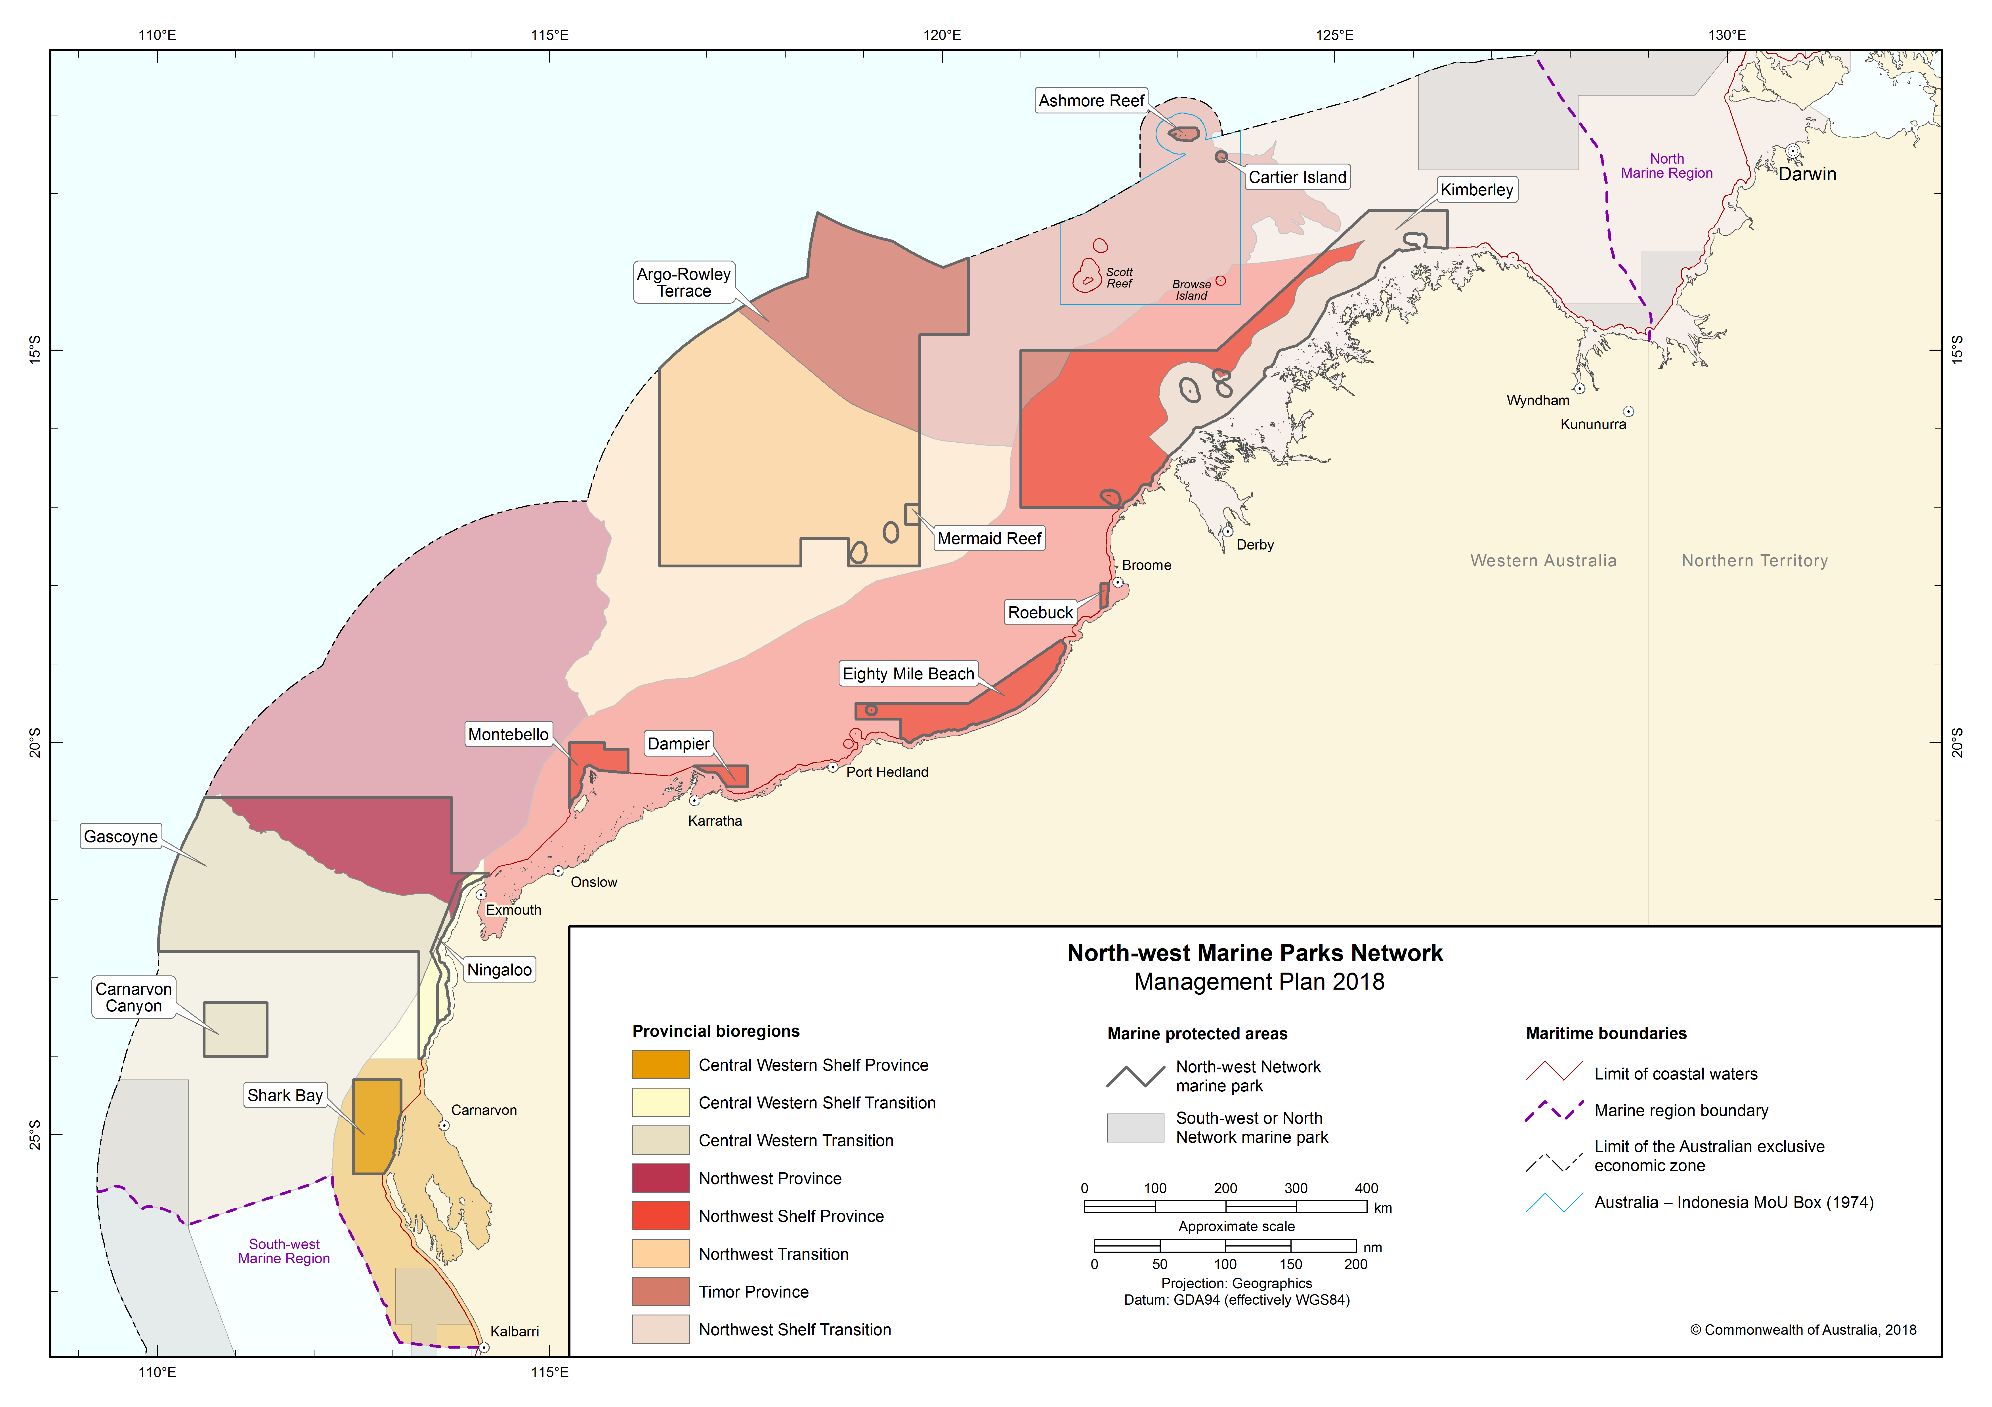 110°E
115°E
120°E
125°E
130°E
Ashmore Reef
Cartier Island
Kimberley
North
Marine Region
Darwin
Argo-Rowley
Terrace
Scott
Reef
Browse
Island
15°S
15°S
Wyndham
Kununurra
Mermaid Reef
Derby
Western Australia
Northern Territory
Broome
Roebuck
Eighty Mile Beach
Montebello
Dampier
20°S
20°S
Port Hedland
Karratha
Gascoyne
Onslow
Exmouth
Ningaloo
Carnarvon
Canyon
Shark Bay
Carnarvon
25°S
South-west
Marine Region
Kalbarri
110°E
115°E
North-west Marine Parks Network
Management Plan 2018
Provincial bioregions
Central Western Shelf Province
Central Western Shelf Transition
Central Western Transition
Northwest Province
Northwest Shelf Province
Northwest Transition
Timor Province
Northwest Shelf Transition
Marine protected areas
North-west Network
marine park
South-west or North
Network marine park
0 100 200 300 400
km
Approximate scale
nm
0 50 100 150 200
Projection: Geographics
Datum: GDA94 (effectively WGS84)
Maritime boundaries
Limit of coastal waters
Marine region boundary
Limit of the Australian exclusive
economic zone
Australia – Indonesia MoU Box (1974)
© Commonwealth of Australia, 2018